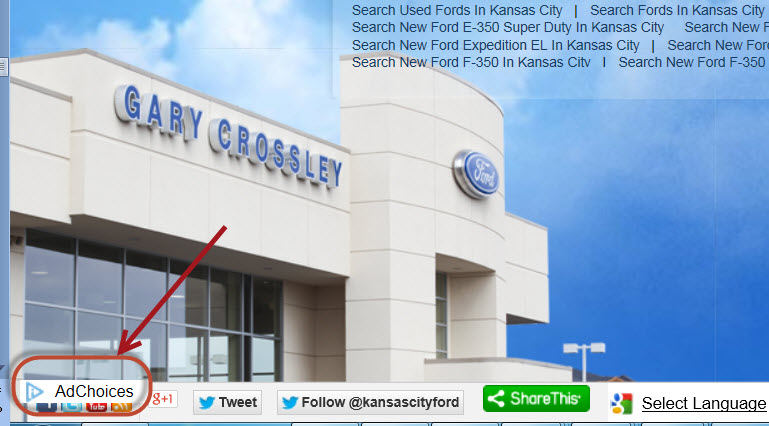 Search Used Fords In Kansas City | Search Fords In Kansas City
Search New Ford E-350 Super Duty In Kansas City Search New F
Search New Ford Expedition EL In Kansas City | Search New Ford
Search New Ford F-350 In Kansas City | Search New Ford F-350
GARY CROSSLEY
Ford
AdChoices
g+1
Tweet
Follow @kansascityford
ShareThis
Select Language